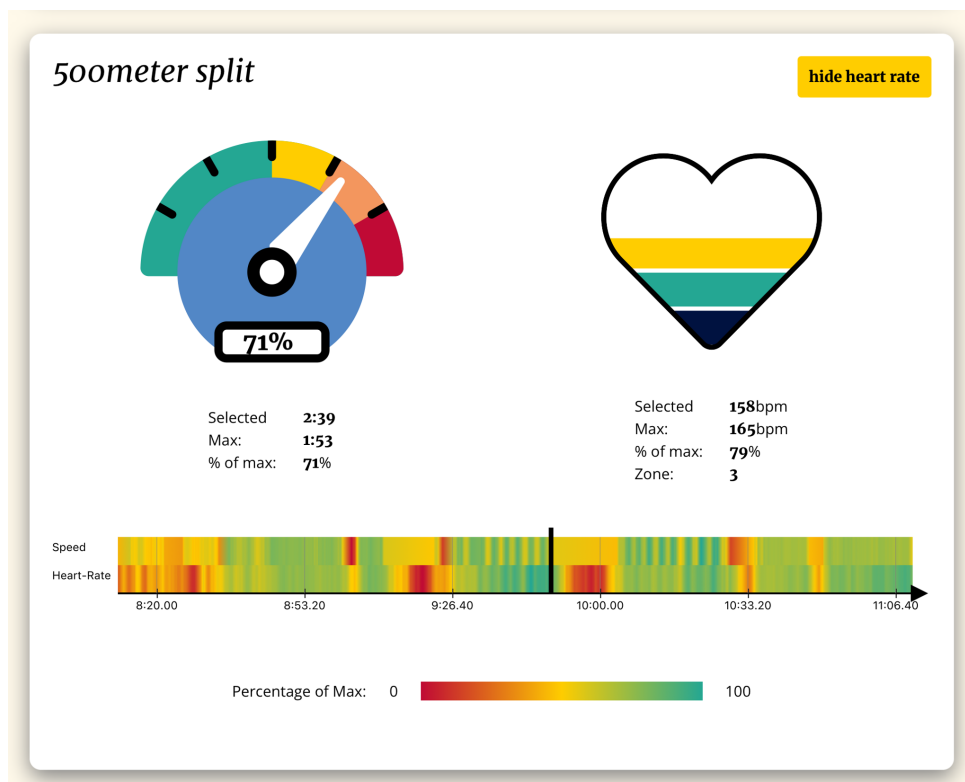 500meter split
hide heart rate
71%
Selected 2:39
Max: 1:53
% of max: 71%
Selected 158bpm
Max: 165bpm
% of max: 79%
Zone: 3
Speed
Heart-Rate
8:20.00 8:53.20 9:26.40 10:00.00 10:33.20 11:06.40
Percentage of Max: 0 100